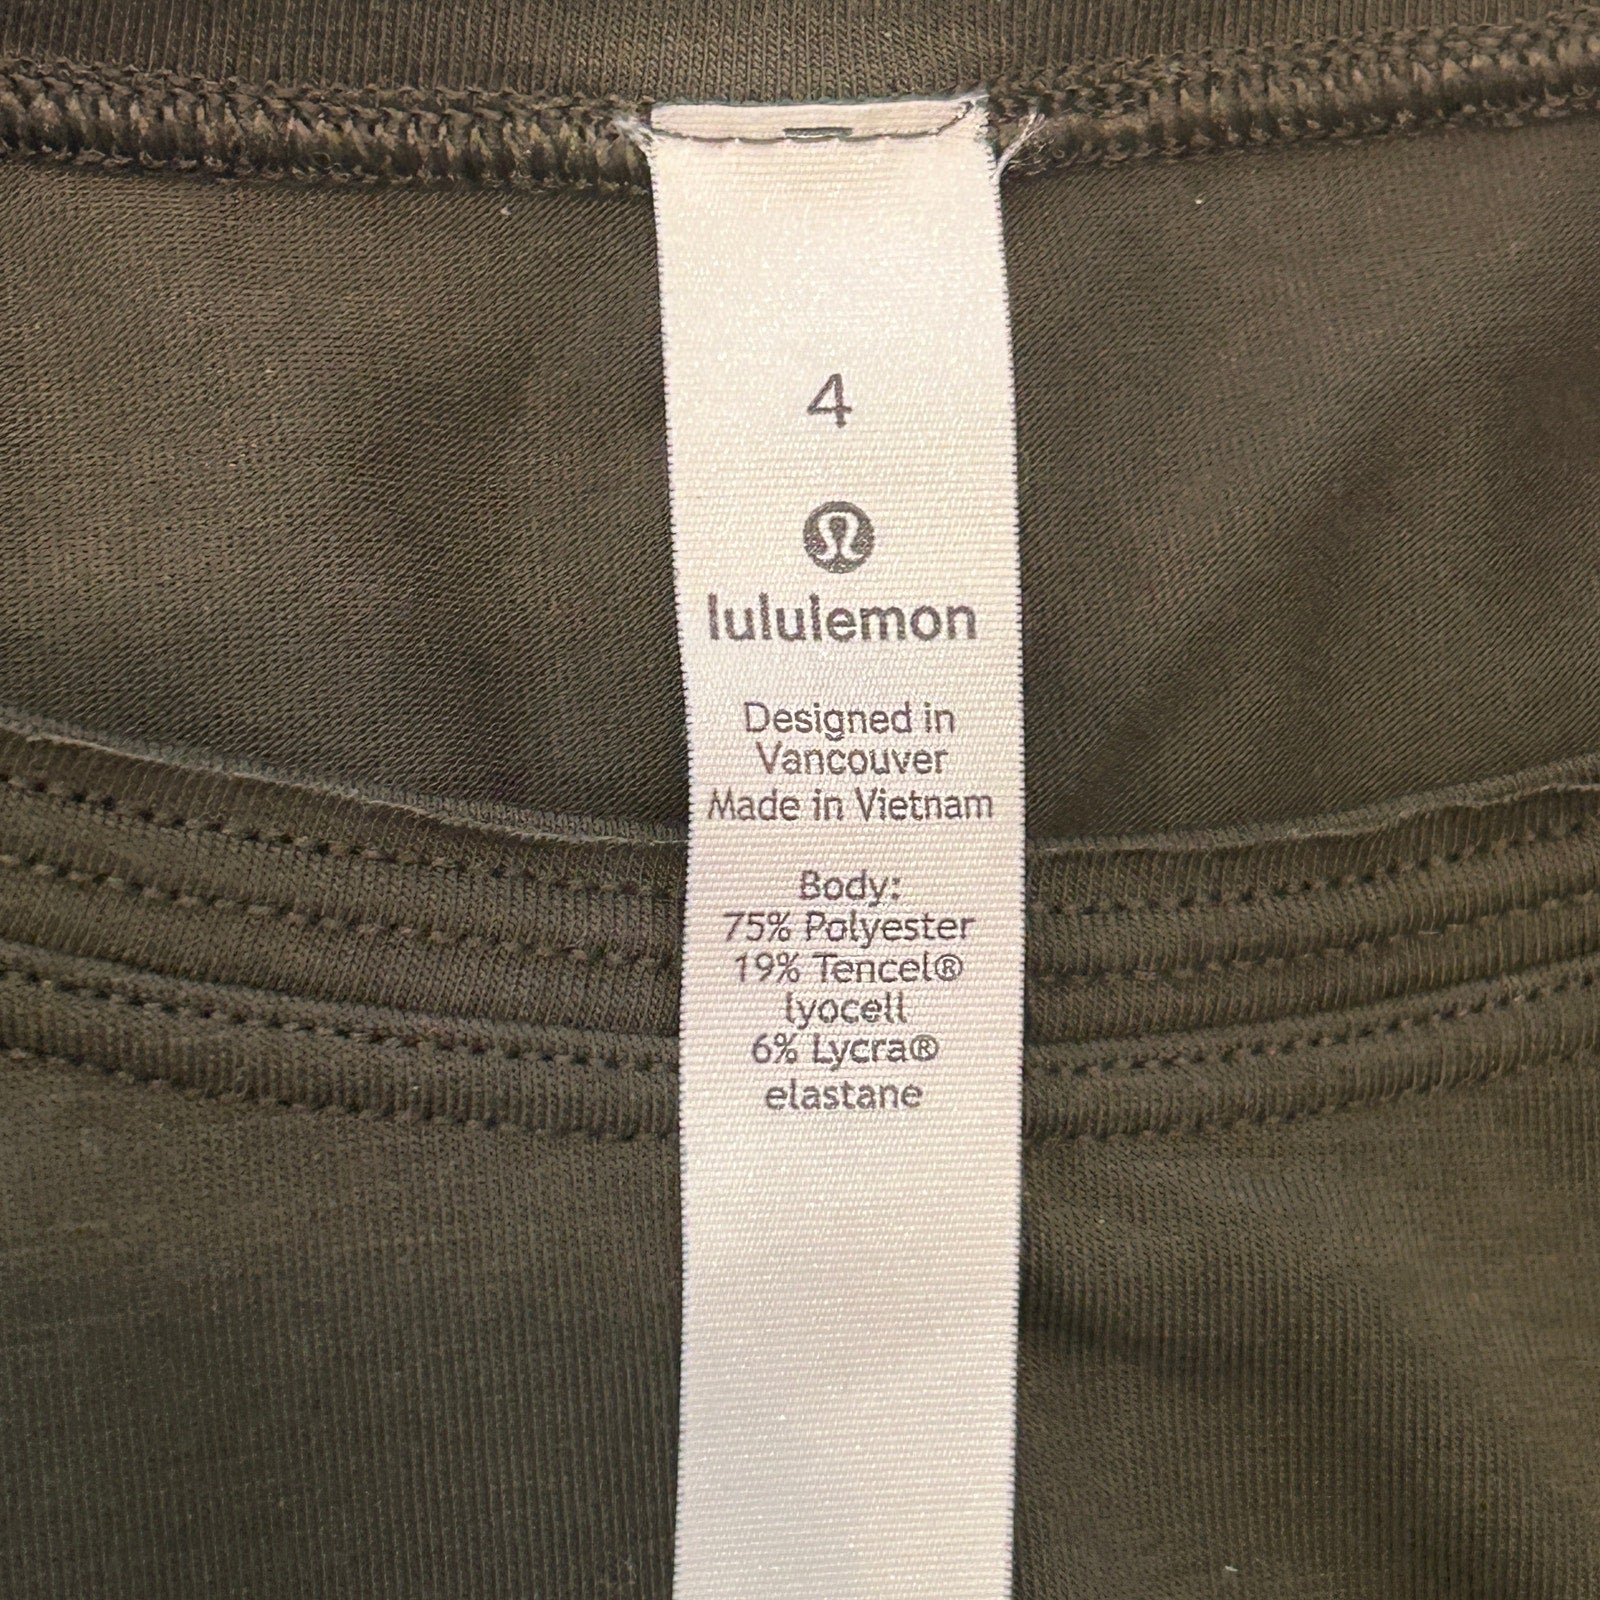 4
lululemon
Designed in
Vancouver
Made in Vietnam
Body:
75% Polyester
19% Tencel®
lyocell
6% Lycra®
elastane